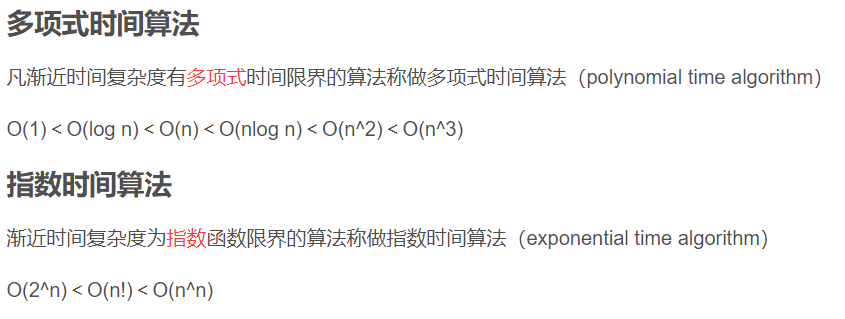 多项式时间算法
凡渐近时间复杂度有多项式时间限界的算法称做多项式时间算法（polynomial time algorithm）
O(1) < O(log n) < O(n) < O(nlog n) < O(n^2) < O(n^3)
指数时间算法
渐近时间复杂度为指数函数限界的算法称做指数时间算法（exponential time algorithm）
O(2^n) < O(n!) < O(n^n)